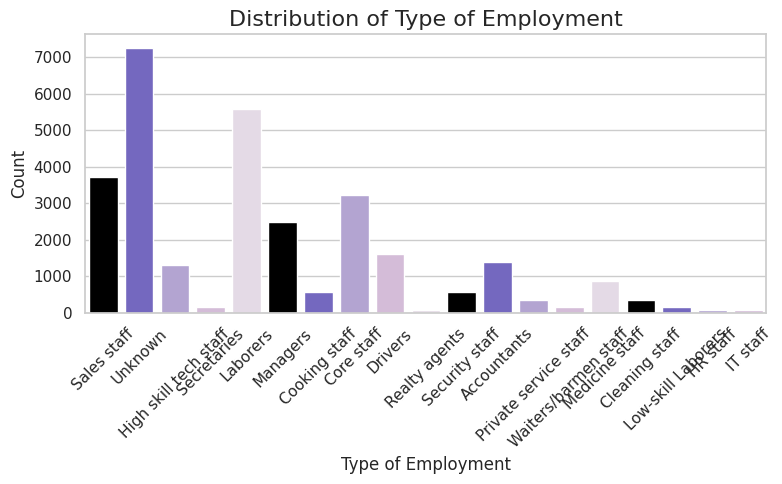 Distribution of Type of Employment
Count
7000
6000
5000
4000
3000
2000
1000
0
Sales staff
Unknown
High skill tech staff
Secretaries
Laborers
Managers
Cooking staff
Core staff
Drivers
Realty agents
Security staff
Accountants
Private service staff
Waiters/barmen staff
Medicine staff
Cleaning staff
Low-skill Laborers
HR staff
IT staff
Type of Employment